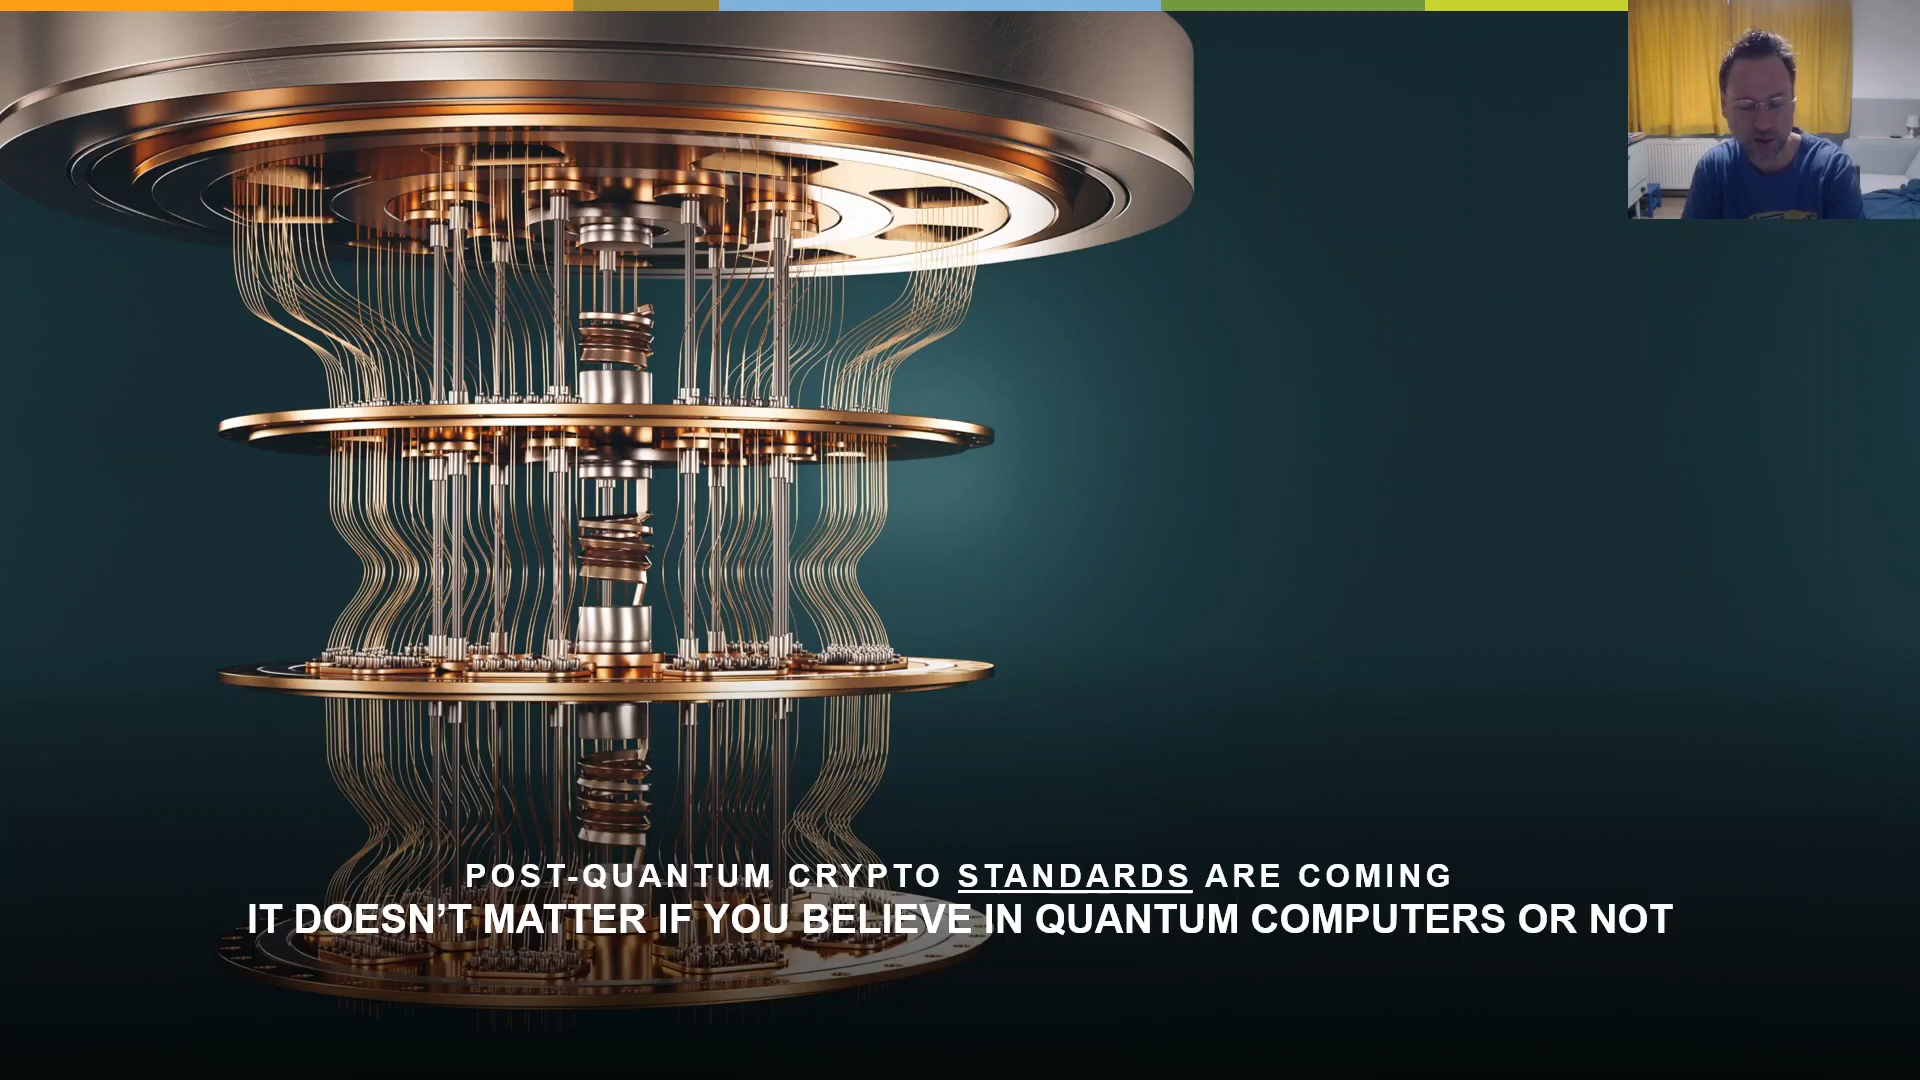 POST-QUANTUM CRYPTO STANDARDS ARE COMING
IT DOESN’T MATTER IF YOU BELIEVE IN QUANTUM COMPUTERS OR NOT